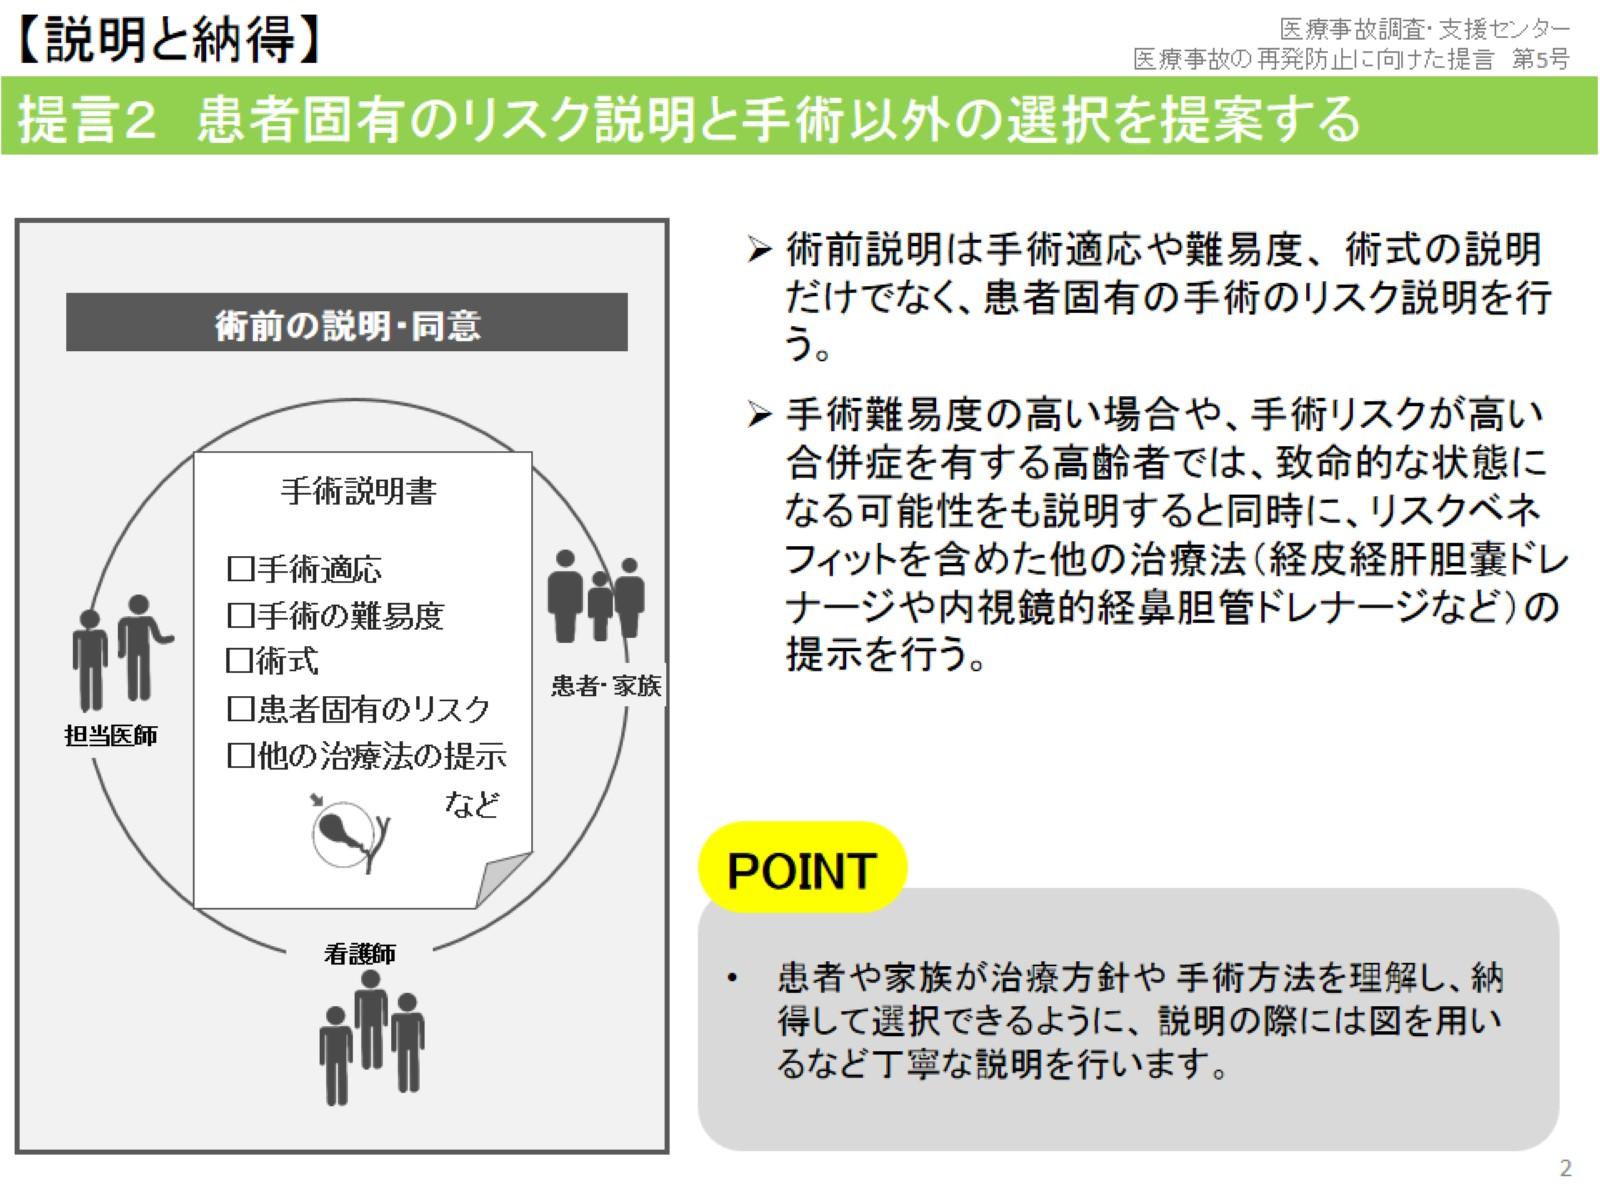 【説明と納得】
医療事故調査･支援センター
医療事故の再発防止に向けた提言　第5号
提言２　患者固有のリスク説明と手術以外の選択を提案する
術前の説明･同意
手術説明書
□手術適応
□手術の難易度
□術式
□患者固有のリスク
□他の治療法の提示
など
担当医師
患者･家族
看護師
➢ 術前説明は手術適応や難易度、術式の説明
だけでなく、患者固有の手術のリスク説明を行
う。
➢ 手術難易度の高い場合や、手術リスクが高い
合併症を有する高齢者では、致命的な状態に
なる可能性をも説明すると同時に、リスクベネ
フィットを含めた他の治療法（経皮経肝胆嚢ドレ
ナージや内視鏡的経鼻胆管ドレナージなど）の
提示を行う。
POINT
• 患者や家族が治療方針や 手術方法を理解し、納
得して選択できるように、説明の際には図を用い
るなど丁寧な説明を行います。
2